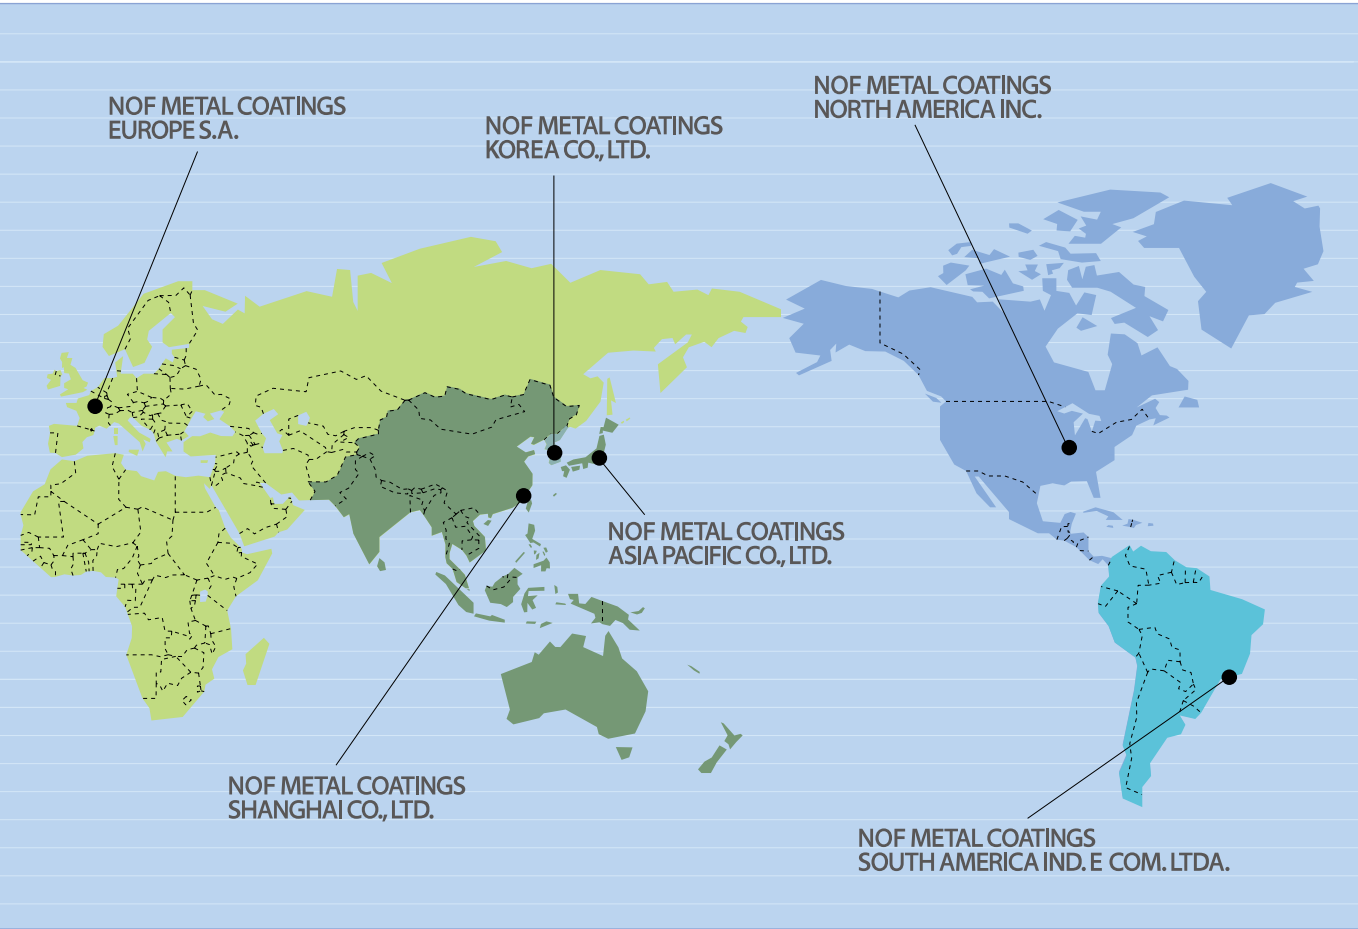 NOF METAL COATINGS
EUROPE S.A.
NOF METAL COATINGS
KOREA CO., LTD.
NOF METAL COATINGS
NORTH AMERICA INC.
NOF METAL COATINGS
ASIA PACIFIC CO., LTD.
NOF METAL COATINGS
SHANGHAI CO., LTD.
NOF METAL COATINGS
SOUTH AMERICA IND. E COM. LTDA.